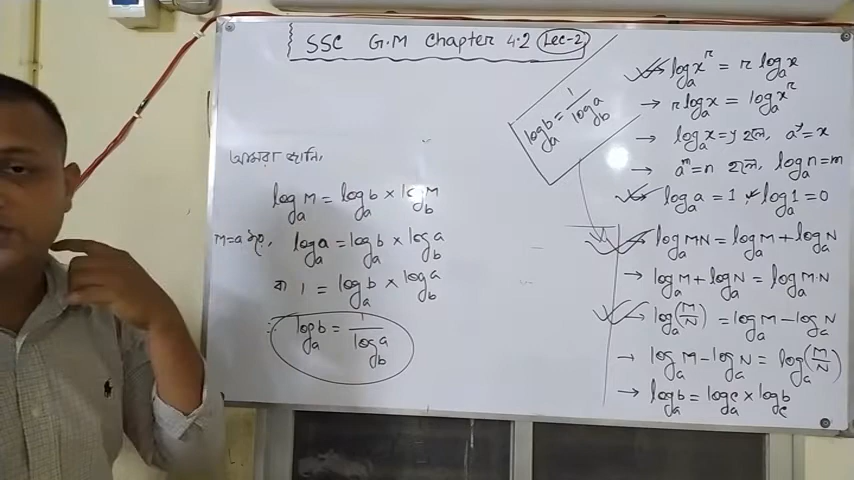 SSC G.M Chapter 4.2 Lec-2
আমরা জানি,
log_a M = log_a b × log_b M
M=a হলে, log_a a = log_a b × log_b a
বা 1 = log_a b × log_b a
∴ log_a b = 1/log_b a
log_a b = 1/log_b a
→ log_a x^r = r log_a x
→ r log_a x = log_a x^r
→ log_a x = y হলে, a^y = x
→ a^m = n হলে, log_a n = m
→ log_a a = 1, log_a 1 = 0
→ log_a MN = log_a M + log_a N
→ log_a M + log_a N = log_a M·N
→ log_a (M/N) = log_a M - log_a N
→ log_a M - log_a N = log_a (M/N)
→ log_a b = log_a c × log_c b